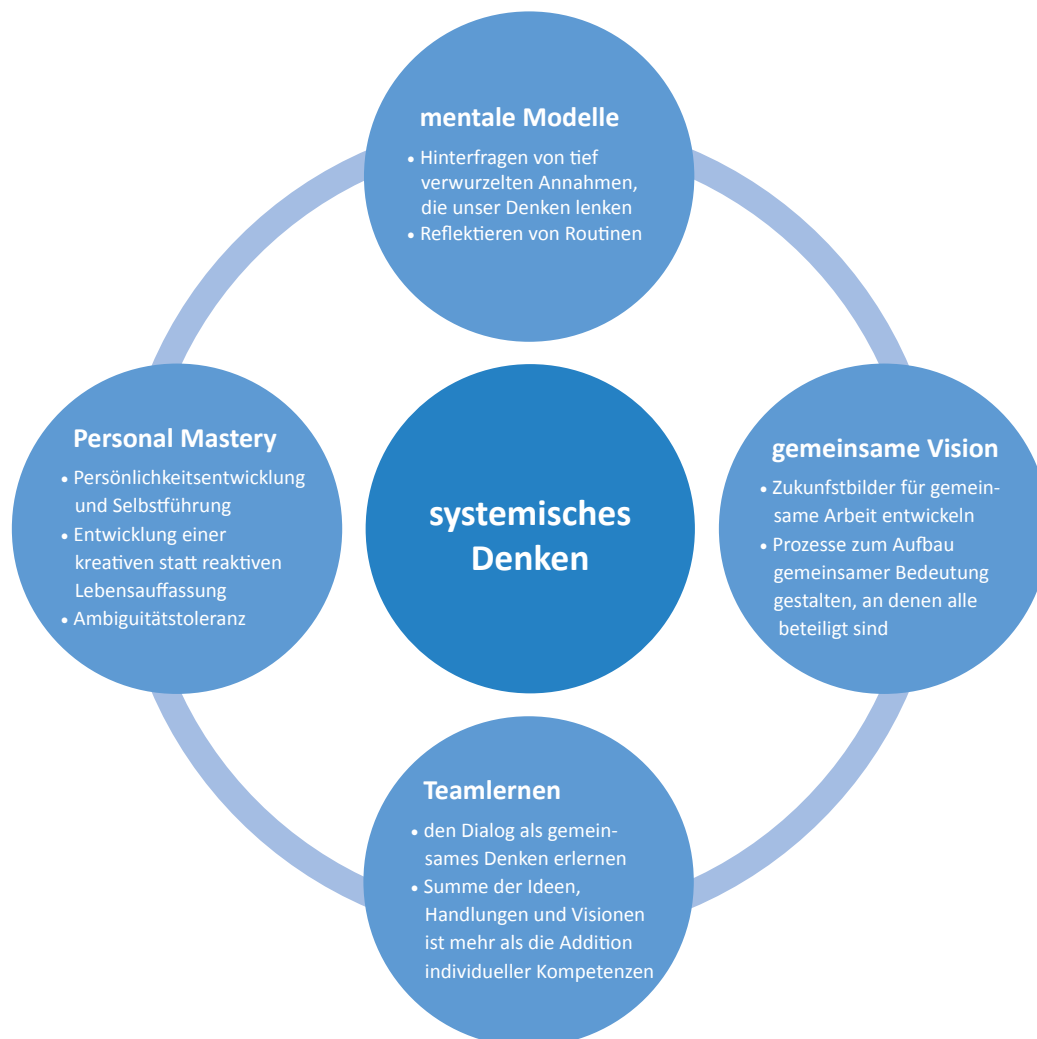 mentale Modelle
• Hinterfragen von tief
verwurzelten Annahmen,
die unser Denken lenken
• Reflektieren von Routinen
Personal Mastery
• Persönlichkeitsentwicklung
und Selbstführung
• Entwicklung einer
kreativen statt reaktiven
Lebensauffassung
• Ambiguitätstoleranz
systemisches
Denken
gemeinsame Vision
• Zukunfstbilder für gemein-
same Arbeit entwickeln
• Prozesse zum Aufbau
gemeinsamer Bedeutung
gestalten, an denen alle
beteiligt sind
Teamlernen
• den Dialog als gemein-
sames Denken erlernen
• Summe der Ideen,
Handlungen und Visionen
ist mehr als die Addition
individueller Kompetenzen